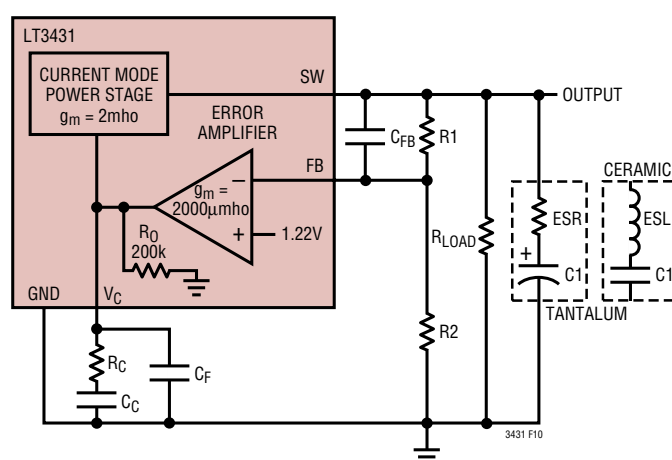 LT3431
CURRENT MODE
POWER STAGE
gm = 2mho
SW
OUTPUT
ERROR
AMPLIFIER
CFB
R1
FB
CERAMIC
–
gm =
2000µmho
+
1.22V
RO
200k
RLOAD
ESR
ESL
+
C1
C1
GND
VC
TANTALUM
R2
RC
CF
CC
3431 F10